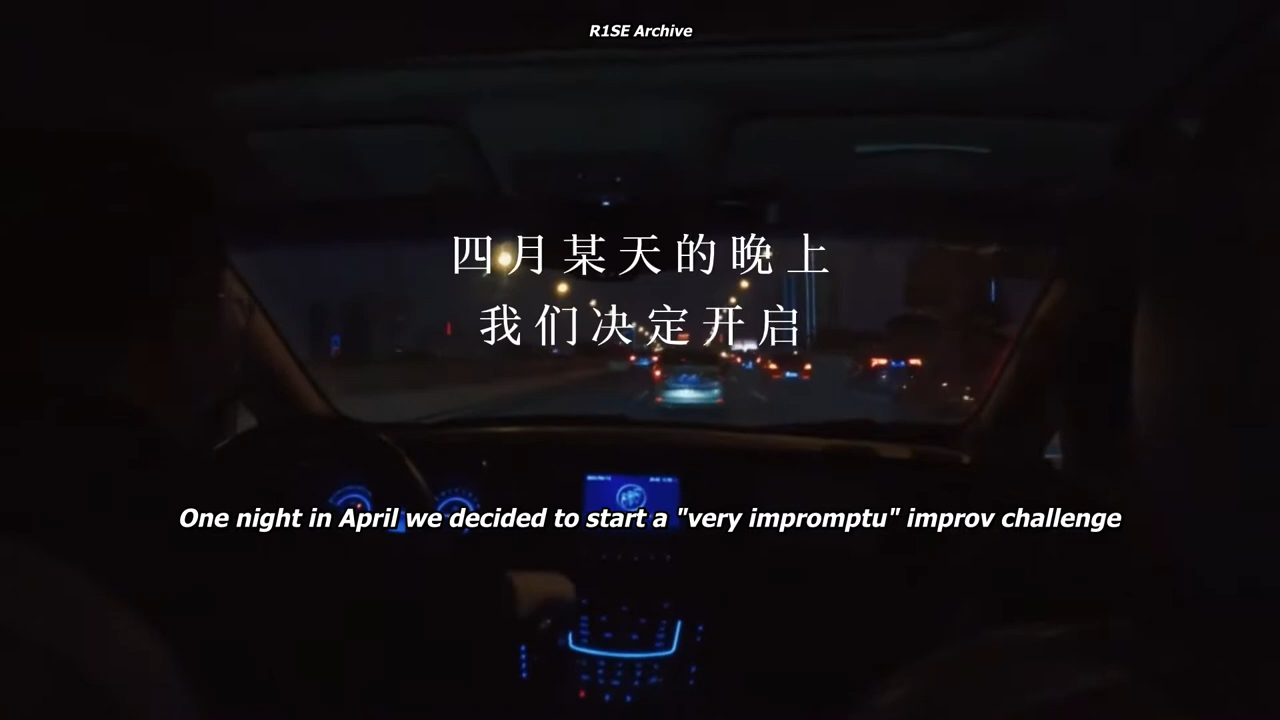 R1SE Archive
四月某天的晚上
我们决定开启
One night in April we decided to start a "very impromptu" improv challenge